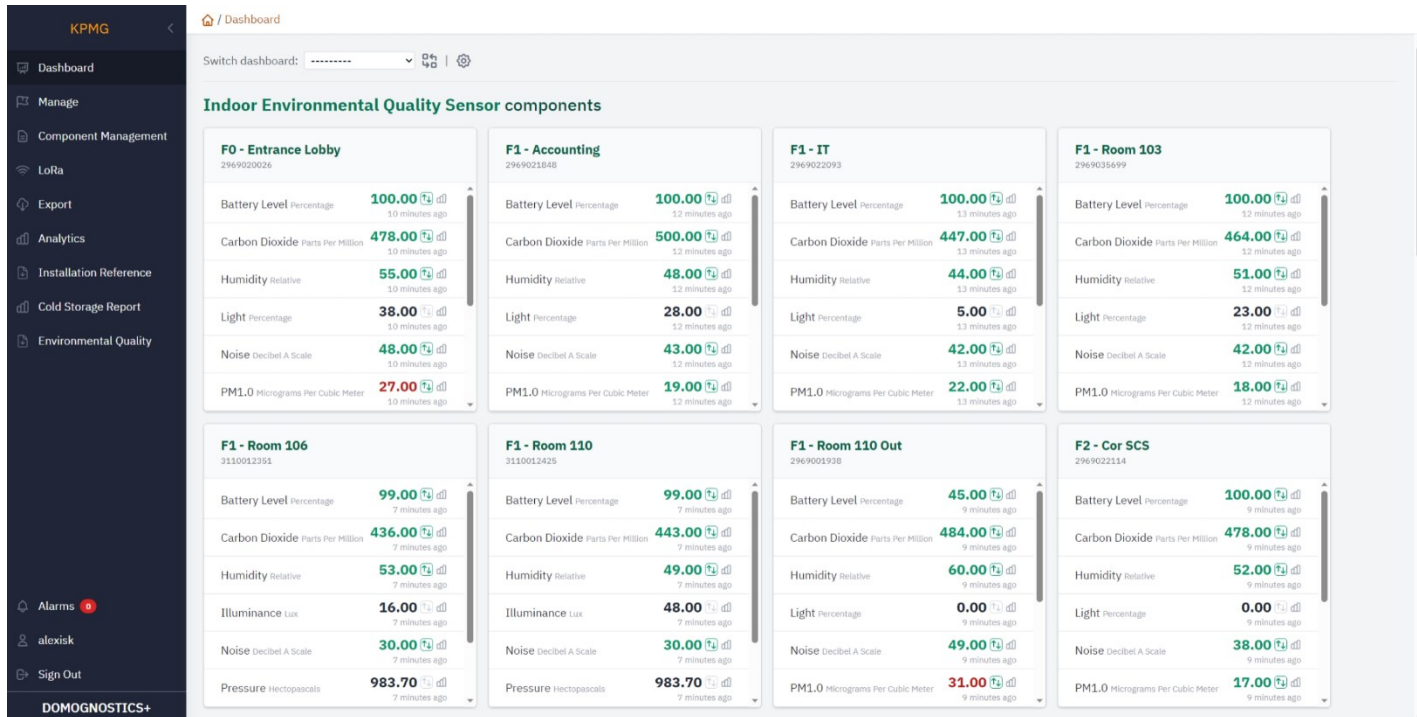 KPMG
/ Dashboard
Dashboard
Manage
Component Management
LoRa
Export
Analytics
Installation Reference
Cold Storage Report
Environmental Quality
Alarms 0
alexisk
Sign Out
DOMOGNOSTICS+
Switch dashboard: --------- |
Indoor Environmental Quality Sensor components
F0 - Entrance Lobby
2969020026
Battery Level Percentage 100.00
10 minutes ago
Carbon Dioxide Parts Per Million 478.00
10 minutes ago
Humidity Relative 55.00
10 minutes ago
Light Percentage 38.00
10 minutes ago
Noise Decibel A Scale 48.00
10 minutes ago
PM1.0 Micrograms Per Cubic Meter 27.00
10 minutes ago
F1 - Accounting
2969021848
Battery Level Percentage 100.00
12 minutes ago
Carbon Dioxide Parts Per Million 500.00
12 minutes ago
Humidity Relative 48.00
12 minutes ago
Light Percentage 28.00
12 minutes ago
Noise Decibel A Scale 43.00
12 minutes ago
PM1.0 Micrograms Per Cubic Meter 19.00
12 minutes ago
F1 - IT
2969022093
Battery Level Percentage 100.00
13 minutes ago
Carbon Dioxide Parts Per Million 447.00
13 minutes ago
Humidity Relative 44.00
13 minutes ago
Light Percentage 5.00
13 minutes ago
Noise Decibel A Scale 42.00
13 minutes ago
PM1.0 Micrograms Per Cubic Meter 22.00
13 minutes ago
F1 - Room 103
2969035699
Battery Level Percentage 100.00
12 minutes ago
Carbon Dioxide Parts Per Million 464.00
12 minutes ago
Humidity Relative 51.00
12 minutes ago
Light Percentage 23.00
12 minutes ago
Noise Decibel A Scale 42.00
12 minutes ago
PM1.0 Micrograms Per Cubic Meter 18.00
12 minutes ago
F1 - Room 106
3110012351
Battery Level Percentage 99.00
7 minutes ago
Carbon Dioxide Parts Per Million 436.00
7 minutes ago
Humidity Relative 53.00
7 minutes ago
Illuminance Lux 16.00
7 minutes ago
Noise Decibel A Scale 30.00
7 minutes ago
Pressure Hectopascals 983.70
7 minutes ago
F1 - Room 110
3110012425
Battery Level Percentage 99.00
7 minutes ago
Carbon Dioxide Parts Per Million 443.00
7 minutes ago
Humidity Relative 49.00
7 minutes ago
Illuminance Lux 48.00
7 minutes ago
Noise Decibel A Scale 30.00
7 minutes ago
Pressure Hectopascals 983.70
7 minutes ago
F1 - Room 110 Out
2969001938
Battery Level Percentage 45.00
9 minutes ago
Carbon Dioxide Parts Per Million 484.00
9 minutes ago
Humidity Relative 60.00
9 minutes ago
Light Percentage 0.00
9 minutes ago
Noise Decibel A Scale 49.00
9 minutes ago
PM1.0 Micrograms Per Cubic Meter 31.00
9 minutes ago
F2 - Cor SCS
2969022114
Battery Level Percentage 100.00
9 minutes ago
Carbon Dioxide Parts Per Million 478.00
9 minutes ago
Humidity Relative 52.00
9 minutes ago
Light Percentage 0.00
9 minutes ago
Noise Decibel A Scale 38.00
9 minutes ago
PM1.0 Micrograms Per Cubic Meter 17.00
9 minutes ago